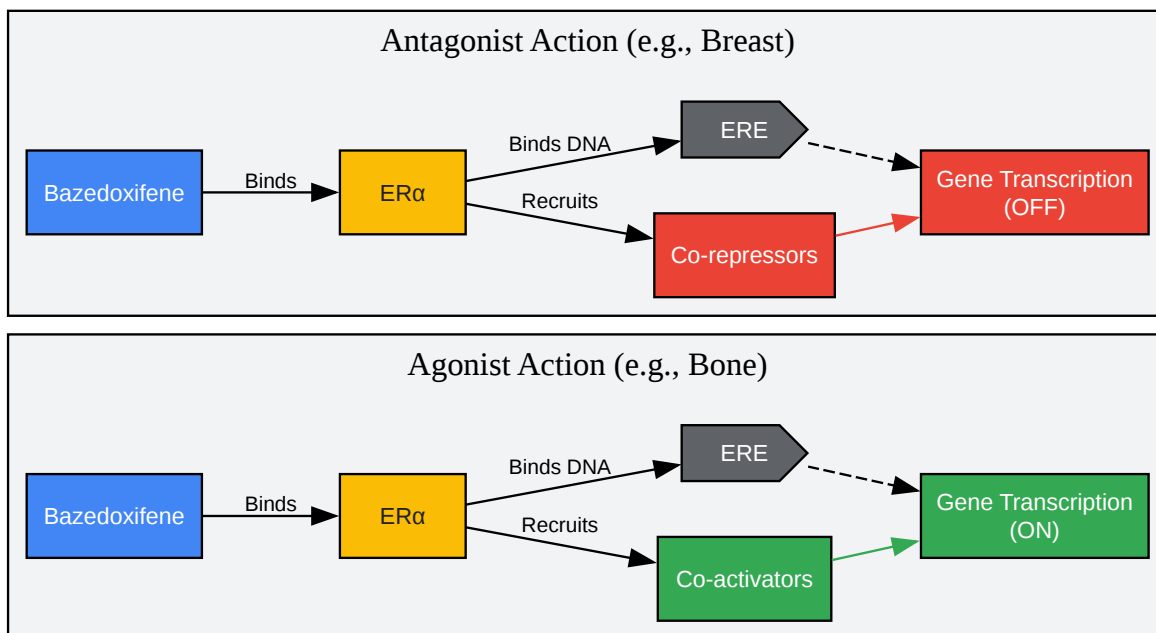 Antagonist Action (e.g., Breast)
Bazedoxifene
Binds
ERα
Binds DNA
Recruits
ERE
Co-repressors
Gene Transcription
(OFF)
Agonist Action (e.g., Bone)
Bazedoxifene
Binds
ERα
Binds DNA
Recruits
ERE
Co-activators
Gene Transcription
(ON)